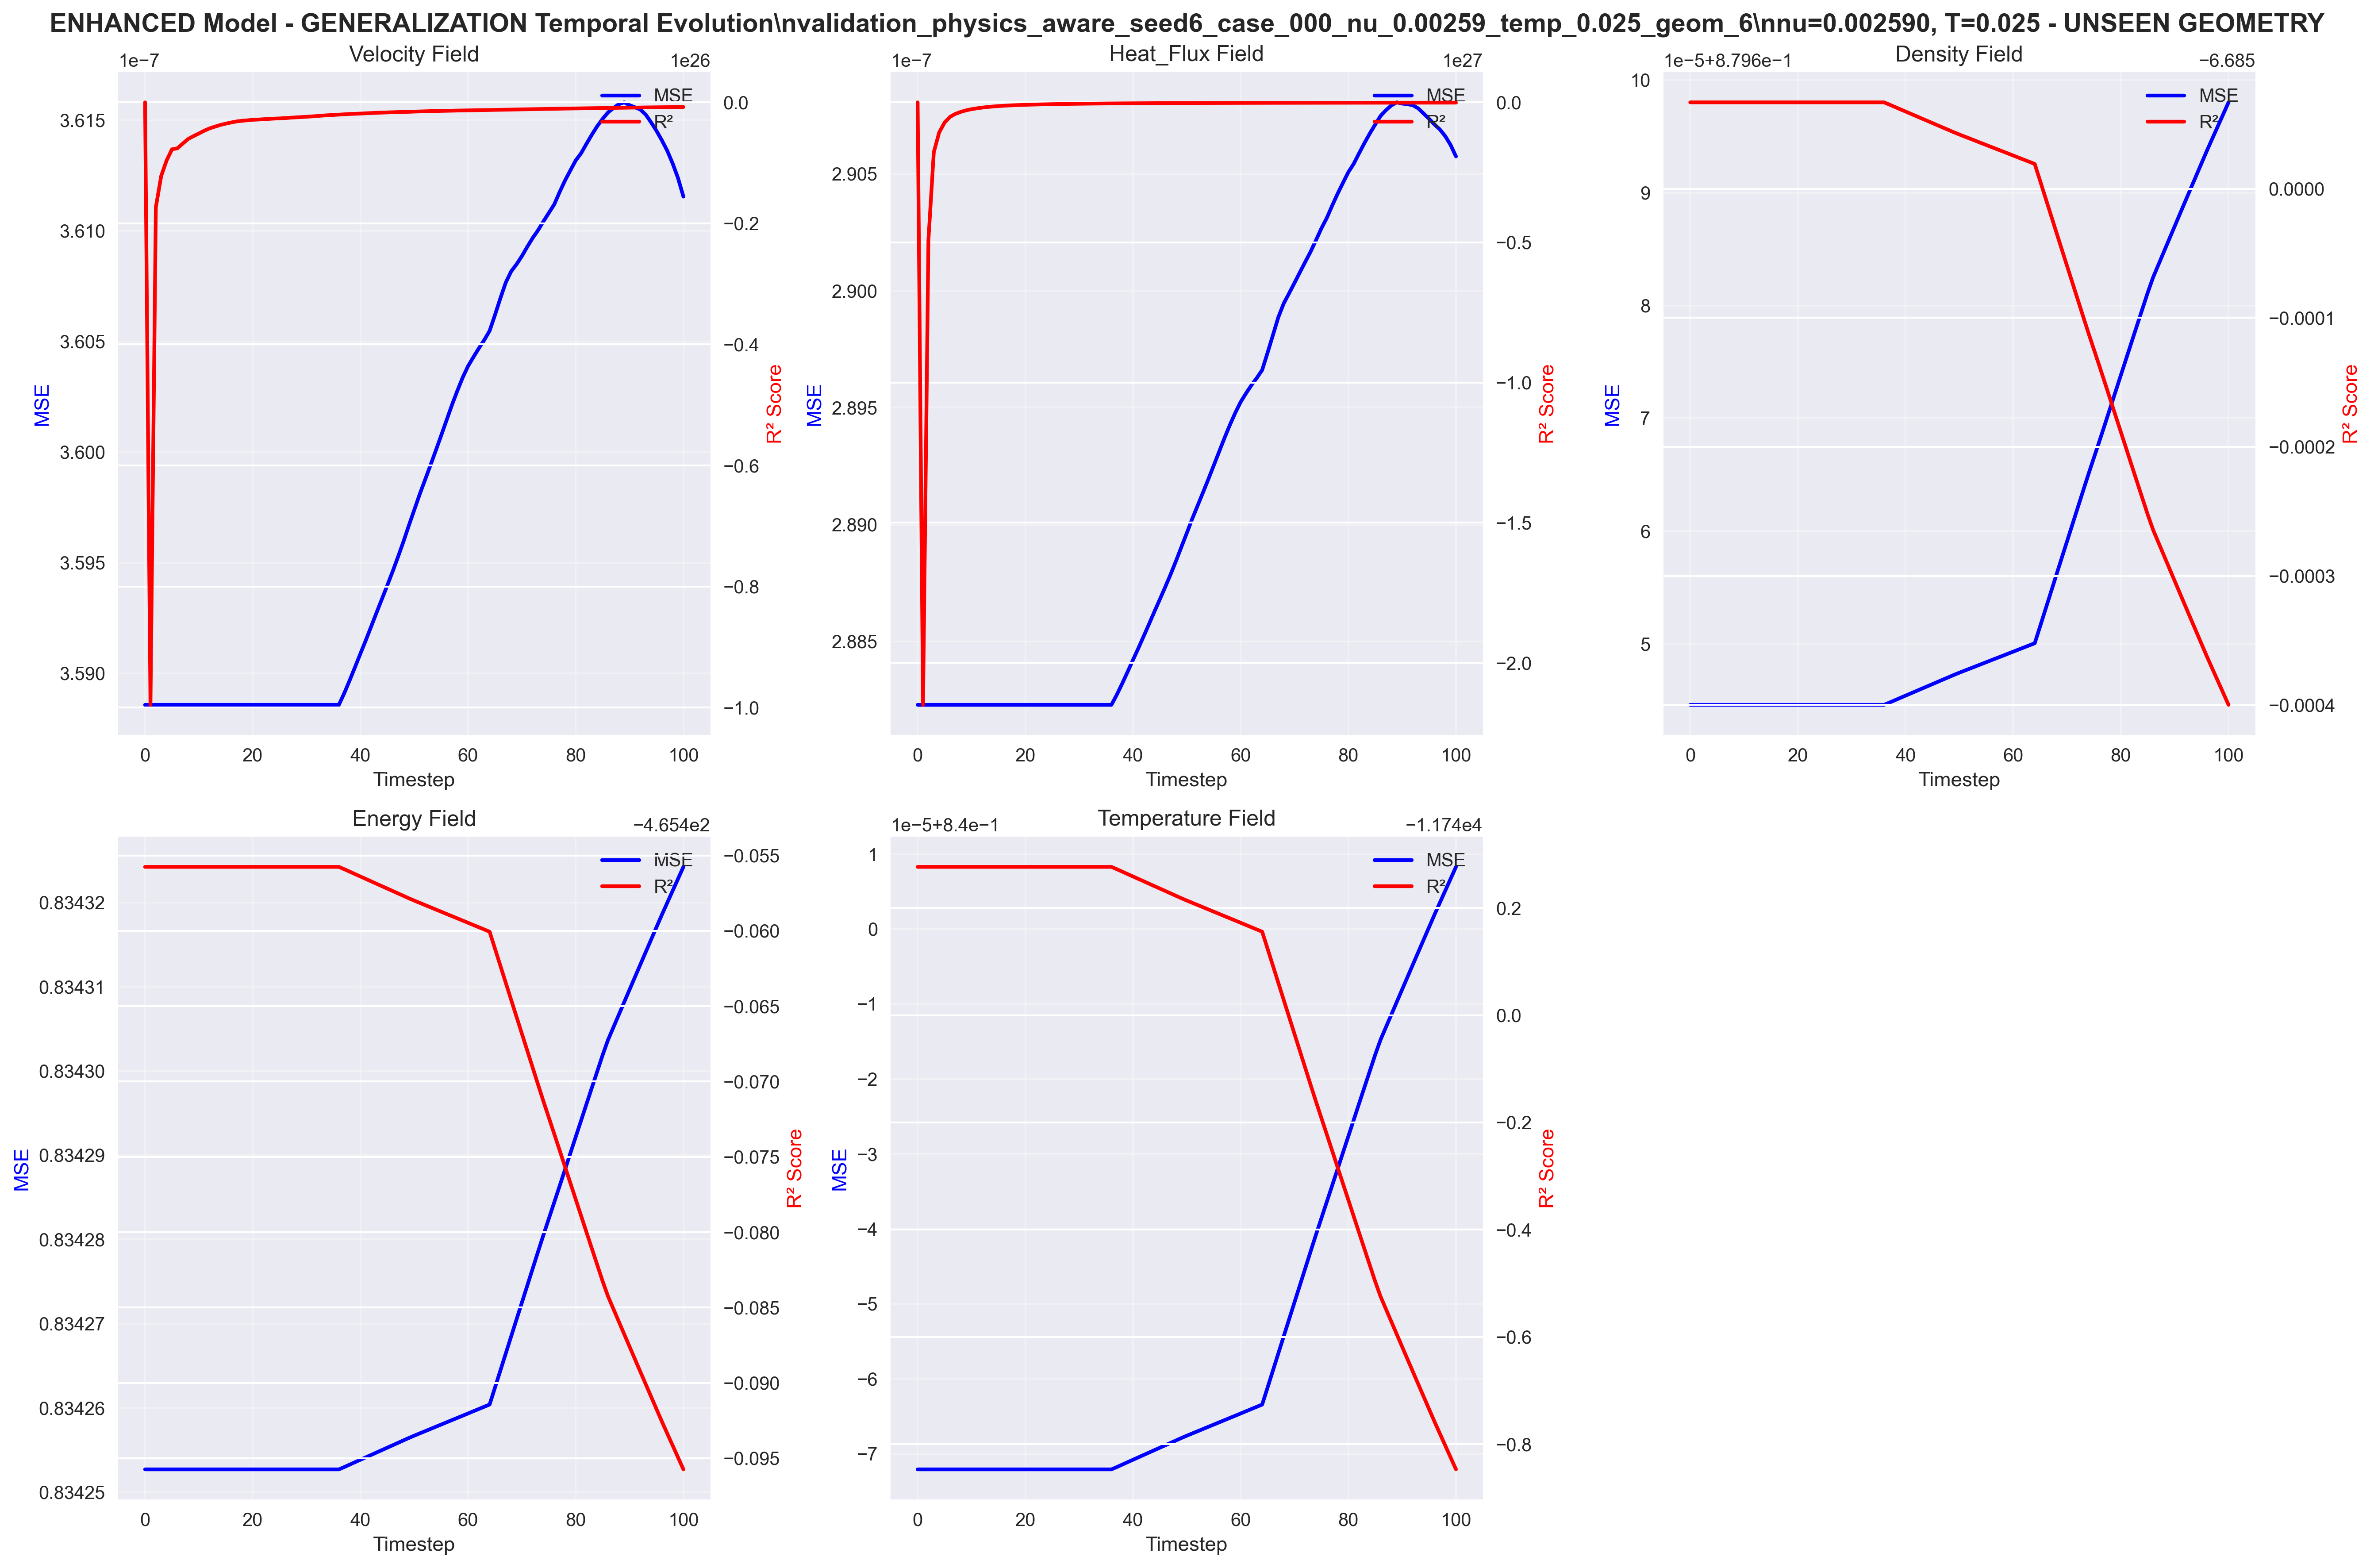 ENHANCED Model - GENERALIZATION Temporal Evolution\nvalidation_physics_aware_seed6_case_000_nu_0.00259_temp_0.025_geom_6\nnu=0.002590, T=0.025 - UNSEEN GEOMETRY
Velocity Field
1e−7
1e26
3.615
3.610
3.605
3.600
3.595
3.590
MSE
0.0
−0.2
−0.4
−0.6
−0.8
−1.0
R² Score
MSE
R²
0 20 40 60 80 100
Timestep
Heat_Flux Field
1e−7
1e27
2.905
2.900
2.895
2.890
2.885
MSE
0.0
−0.5
−1.0
−1.5
−2.0
R² Score
MSE
R²
0 20 40 60 80 100
Timestep
Density Field
1e−5+8.796e−1
−6.685
10
9
8
7
6
5
MSE
0.0000
−0.0001
−0.0002
−0.0003
−0.0004
R² Score
MSE
R²
0 20 40 60 80 100
Timestep
Energy Field
−4.654e2
0.83432
0.83431
0.83430
0.83429
0.83428
0.83427
0.83426
0.83425
MSE
−0.055
−0.060
−0.065
−0.070
−0.075
−0.080
−0.085
−0.090
−0.095
R² Score
MSE
R²
0 20 40 60 80 100
Timestep
Temperature Field
1e−5+8.4e−1
−1.174e4
1
0
−1
−2
−3
−4
−5
−6
−7
MSE
0.2
0.0
−0.2
−0.4
−0.6
−0.8
R² Score
MSE
R²
0 20 40 60 80 100
Timestep